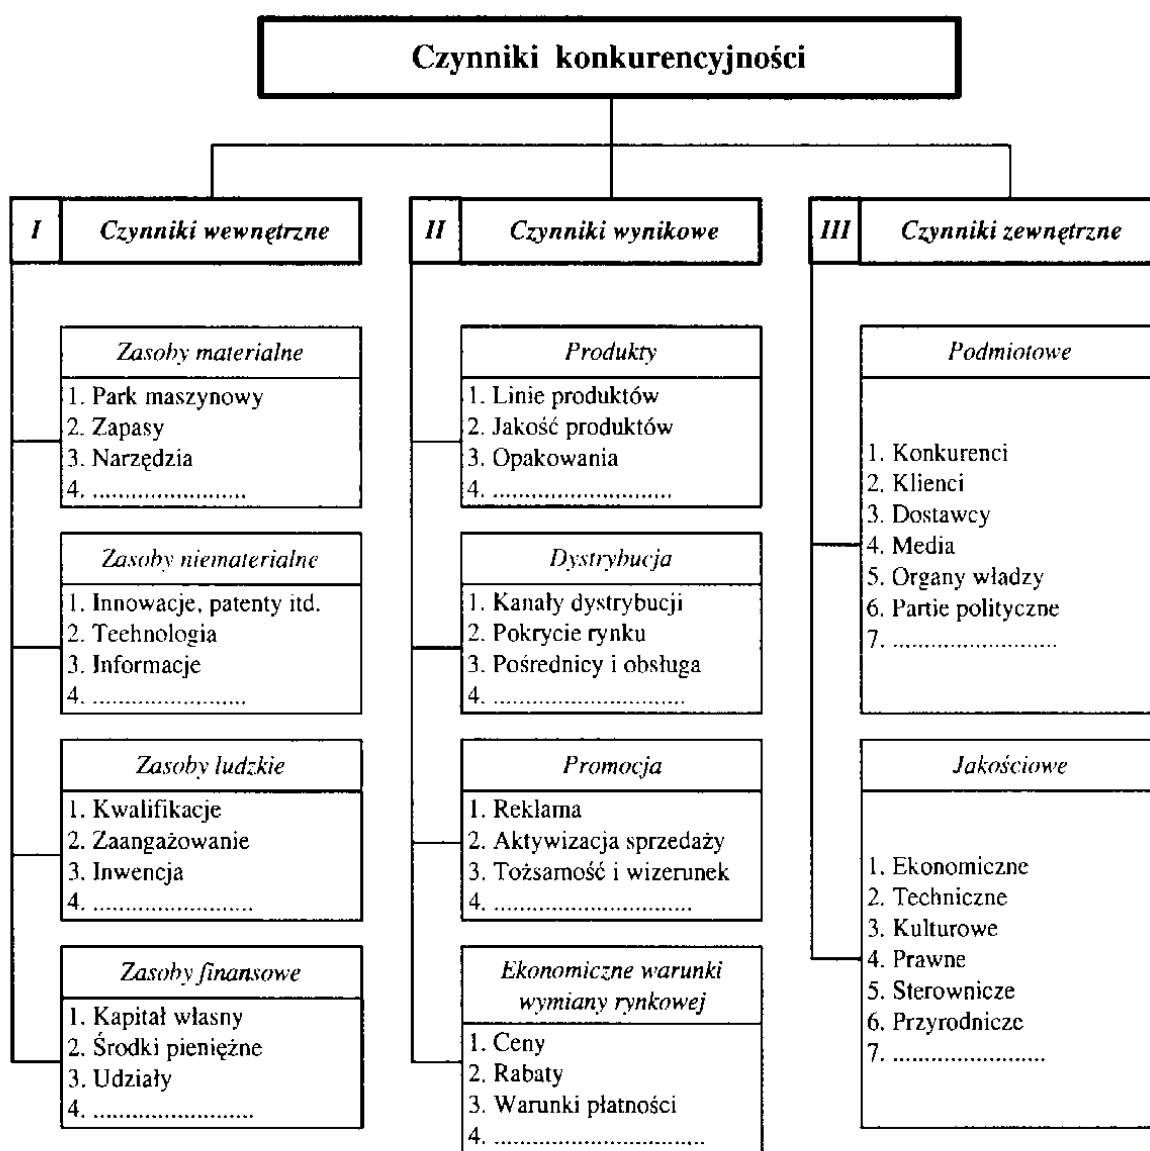 Czynniki konkurencyjności
I Czynniki wewnętrzne
Zasoby materialne
1. Park maszynowy
2. Zapasy
3. Narzędzia
4. ........................
Zasoby niematerialne
1. Innowacje, patenty itd.
2. Technologia
3. Informacje
4. ........................
Zasoby ludzkie
1. Kwalifikacje
2. Zaangażowanie
3. Inwencja
4. ........................
Zasoby finansowe
1. Kapitał własny
2. Środki pieniężne
3. Udziały
4. ........................
II Czynniki wynikowe
Produkty
1. Linie produktów
2. Jakość produktów
3. Opakowania
4. ............................
Dystrybucja
1. Kanały dystrybucji
2. Pokrycie rynku
3. Pośrednicy i obsługa
4. ..............................
Promocja
1. Reklama
2. Aktywizacja sprzedaży
3. Tożsamość i wizerunek
4. ...............................
Ekonomiczne warunki
wymiany rynkowej
1. Ceny
2. Rabaty
3. Warunki płatności
4. .................................
III Czynniki zewnętrzne
Podmiotowe
1. Konkurenci
2. Klienci
3. Dostawcy
4. Media
5. Organy władzy
6. Partie polityczne
7. ..........................
Jakościowe
1. Ekonomiczne
2. Techniczne
3. Kulturowe
4. Prawne
5. Sterownicze
6. Przyrodnicze
7. ........................